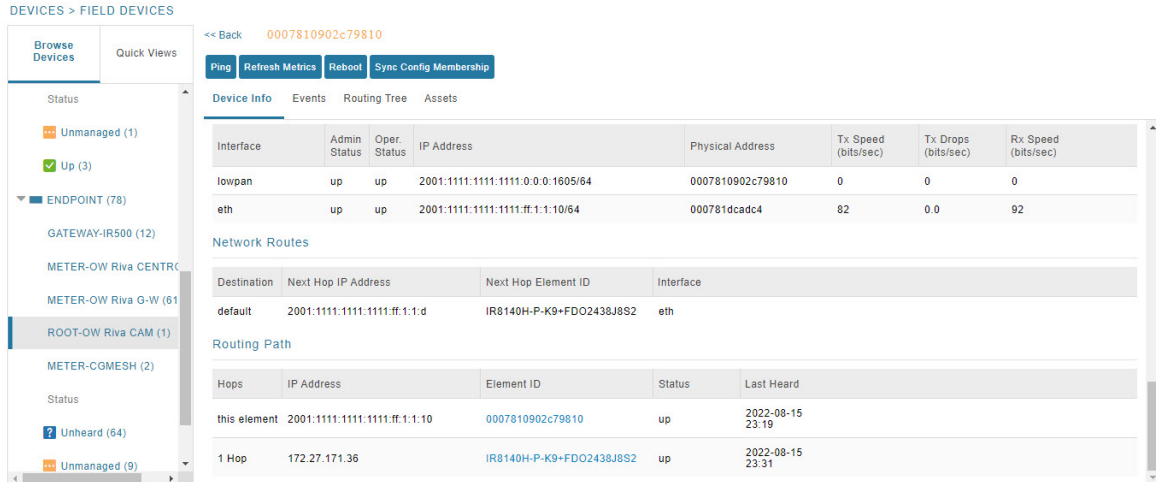 DEVICES > FIELD DEVICES
Browse Devices
Quick Views
Status
Unmanaged (1)
Up (3)
ENDPOINT (78)
GATEWAY-IR500 (12)
METER-OW Riva CENTRO
METER-OW Riva G-W (61
ROOT-OW Riva CAM (1)
METER-CGMESH (2)
Status
? Unheard (64)
Unmanaged (9)
<< Back 0007810902c79810
Ping Refresh Metrics Reboot Sync Config Membership
Device Info Events Routing Tree Assets
Interface Admin Status Oper. Status IP Address Physical Address Tx Speed (bits/sec) Tx Drops (bits/sec) Rx Speed (bits/sec)
lowpan up up 2001:1111:1111:1111:0:0:0:1605/64 0007810902c79810 0 0 0
eth up up 2001:1111:1111:1111:ff:1:1:10/64 000781dcadc4 82 0.0 92
Network Routes
Destination Next Hop IP Address Next Hop Element ID Interface
default 2001:1111:1111:1111:ff:1:1:d IR8140H-P-K9+FDO2438J8S2 eth
Routing Path
Hops IP Address Element ID Status Last Heard
this element 2001:1111:1111:1111:ff:1:1:10 0007810902c79810 up 2022-08-15 23:19
1 Hop 172.27.171.36 IR8140H-P-K9+FDO2438J8S2 up 2022-08-15 23:31